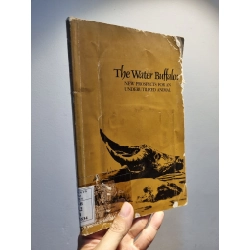 The Water Buffalo:
NEW PROSPECTS FOR AN
UNDERUTILIZED ANIMAL